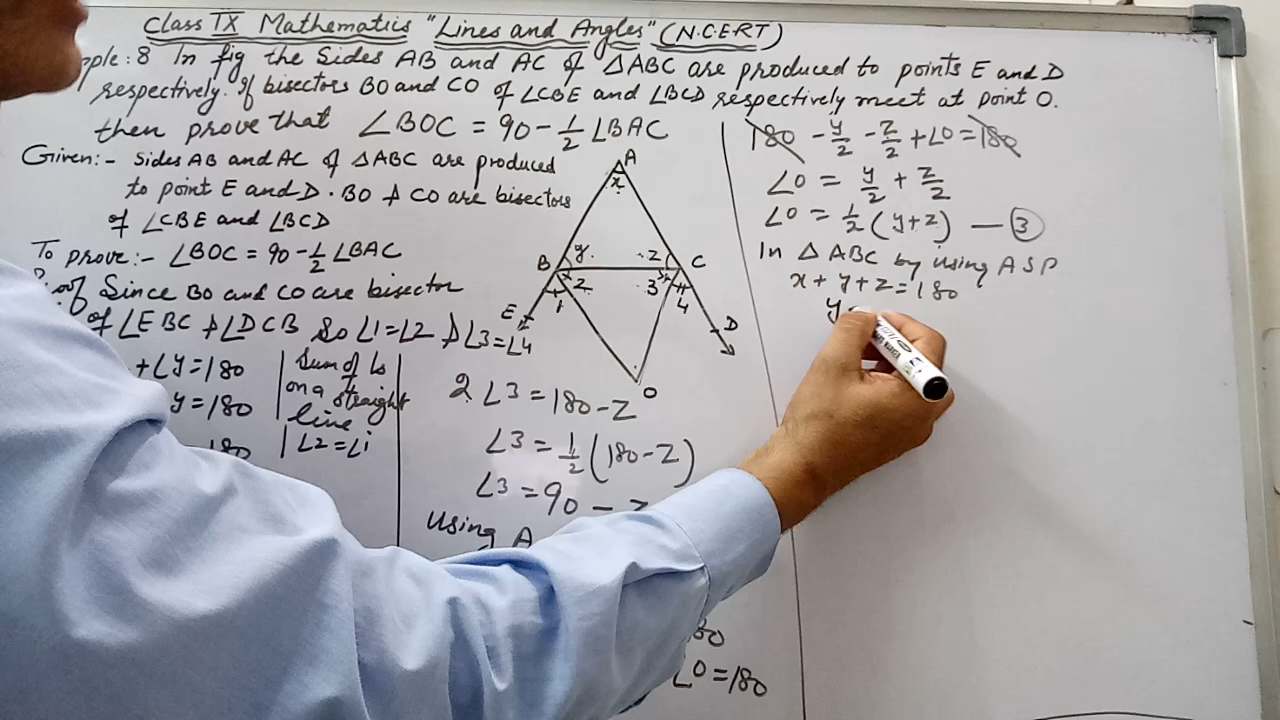 Class IX Mathematics "Lines and Angles" (N.C.E.R.T)
ple: 8 In fig the Sides AB and AC of △ABC are produced to points E and D
respectively. If bisectors BO and CO of ∠CBE and ∠BCD respectively meet at point O.
then prove that ∠BOC = 90 - 1/2 ∠BAC
Given:- Sides AB and AC of △ABC are produced
to point E and D. BO & CO are bisectors
of ∠CBE and ∠BCD
To prove:- ∠BOC = 90 - 1/2 ∠BAC
Since BO and CO are bisector
of ∠EBC & ∠DCB So ∠1=∠2 & ∠3=∠4
+∠y=180
y=180
180
Sum of ∠s
on a straight
line
∠2=∠1
A
x
B
y
z
C
E
1
2
3
4
D
O
2∠3 = 180-z
∠3 = 1/2 (180-z)
∠3 = 90 - z
Using A
80
∠O=180
180 - y/2 - z/2 + ∠O = 180
∠O = y/2 + z/2
∠O = 1/2 (y+z) — ③
In △ABC by using ASP
x + y + z = 180
y